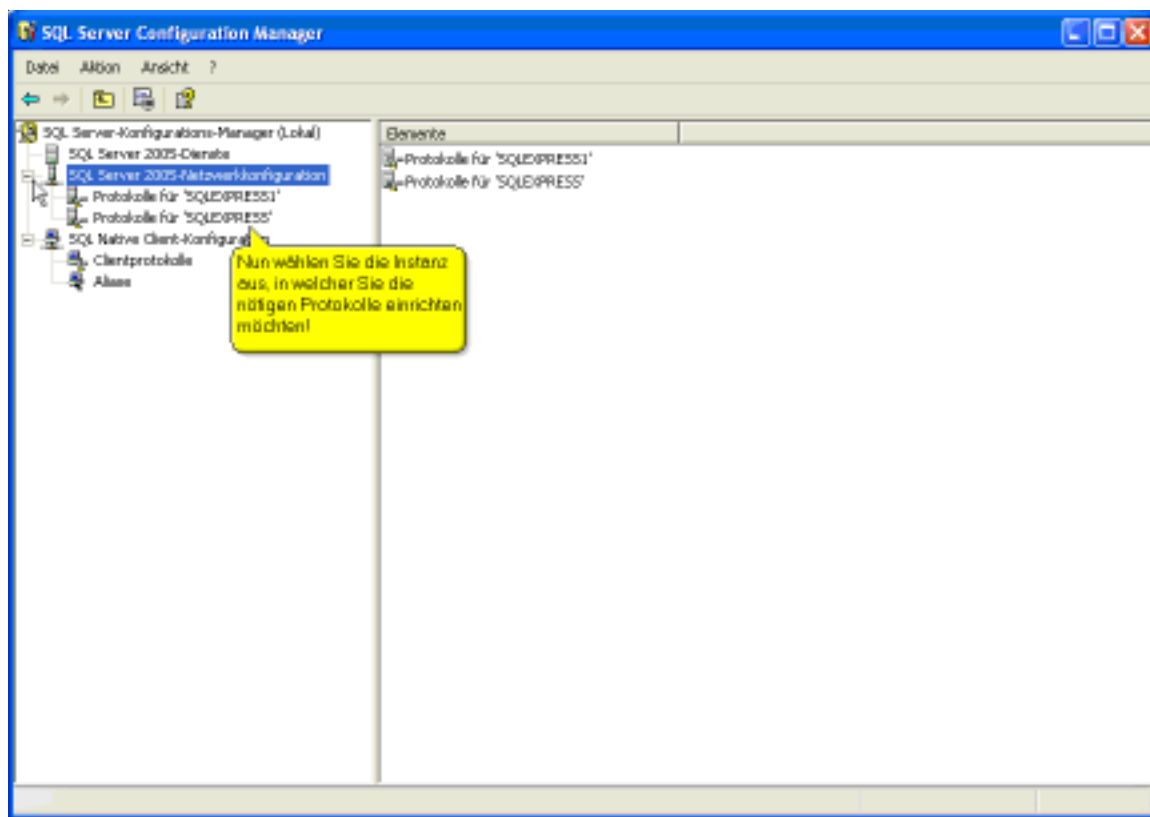 SQL Server Configuration Manager
Datei Aktion Ansicht ?
SQL Server-Konfigurations-Manager (Lokal)
SQL Server 2005-Dienste
SQL Server 2005-Netzwerkkonfiguration
Protokolle für 'SQLEXPRESS1'
Protokolle für 'SQLEXPRESS'
SQL Native Client-Konfiguration
Clientprotokolle
Aliase
Nun wählen Sie die Instanz
aus, in welcher Sie die
nötigen Protokolle einrichten
möchten!
Elemente
Protokolle für 'SQLEXPRESS1'
Protokolle für 'SQLEXPRESS'